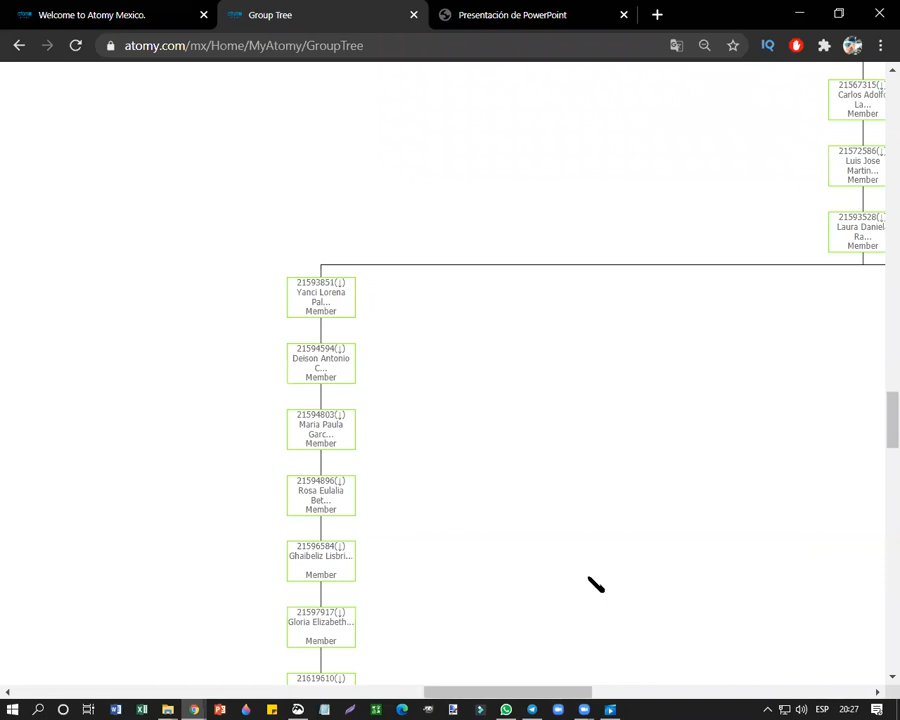 Welcome to Atomy Mexico.
Group Tree
Presentación de PowerPoint
atomy.com/mx/Home/MyAtomy/GroupTree
21567315(↓)
Carlos Adolfo
La...
Member
21572586(↓)
Luis Jose
Martin...
Member
21593528(↓)
Laura Daniela
Ra...
Member
21593851(↓)
Yanci Lorena
Pal...
Member
21594594(↓)
Deison Antonio
C...
Member
21594803(↓)
Maria Paula
Garc...
Member
21594896(↓)
Rosa Eulalia
Bet...
Member
21596584(↓)
Ghaibeliz Lisbri...
Member
21597917(↓)
Gloria Elizabeth...
Member
21619610(↓)
ESP
20:27